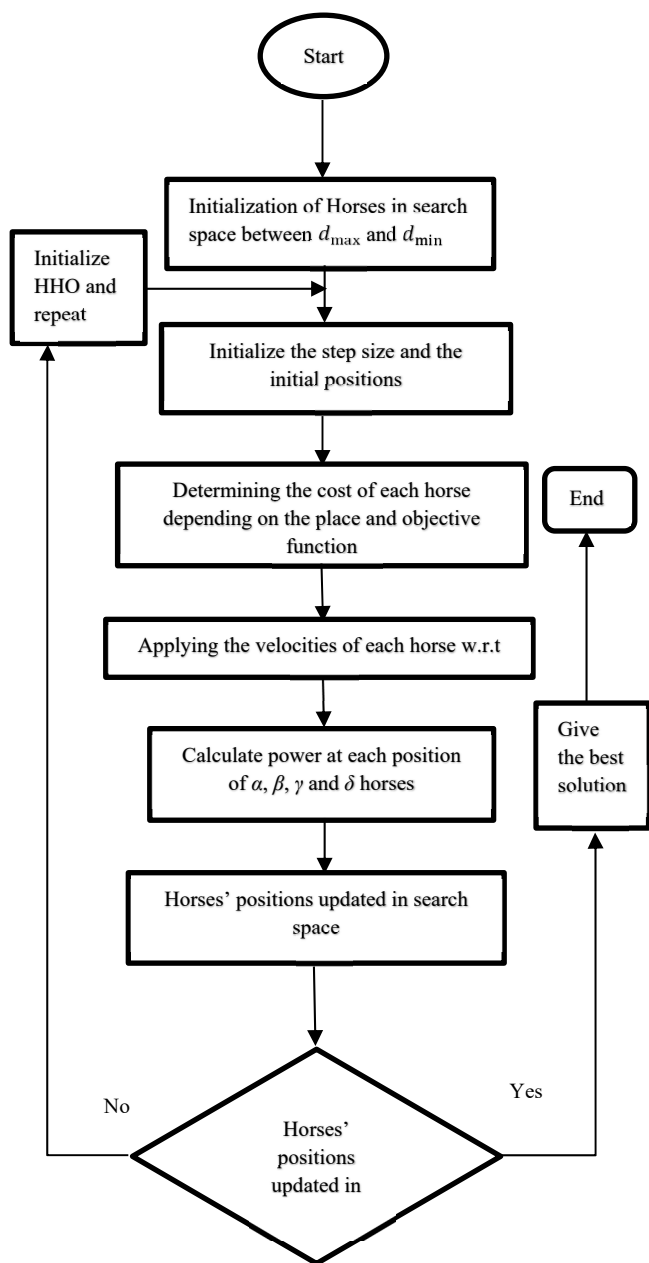 Start
Initialization of Horses in search
space between d_max and d_min
Initialize
HHO and
repeat
Initialize the step size and the
initial positions
Determining the cost of each horse
depending on the place and objective
function
End
Applying the velocities of each horse w.r.t
Calculate power at each position
of α, β, γ and δ horses
Give
the best
solution
Horses’ positions updated in search
space
No
Yes
Horses’
positions
updated in